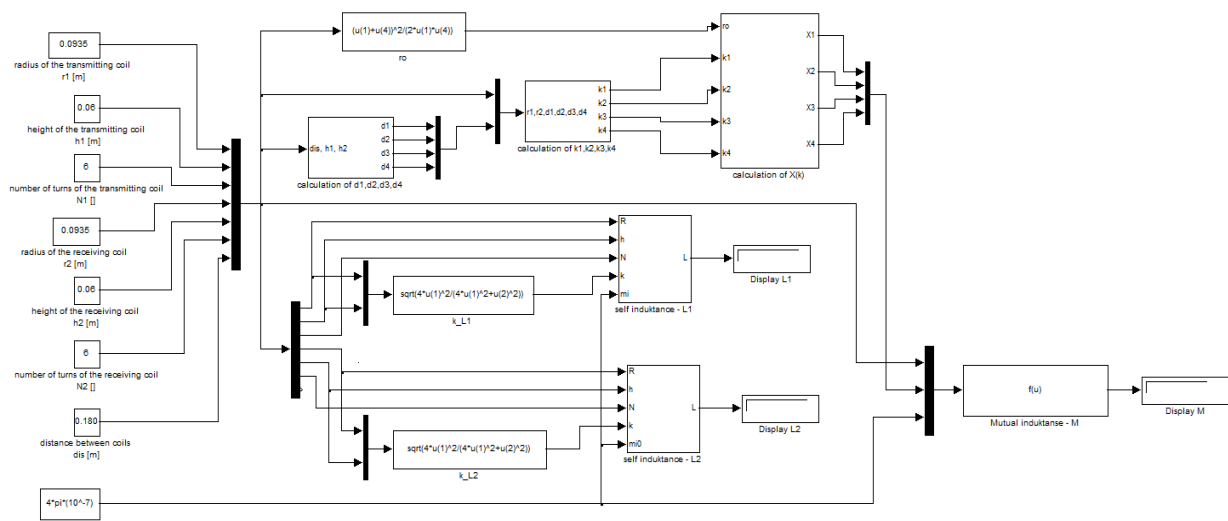 0.0935
radius of the transmitting coil
r1 [m]
0.06
height of the transmitting coil
h1 [m]
6
number of turns of the transmitting coil
N1 []
0.0935
radius of the receiving coil
r2 [m]
0.06
height of the receiving coil
h2 [m]
6
number of turns of the receiving coil
N2 []
0.180
distance between coils
dis [m]
4*pi*(10^-7)
(u(1)+u(4))^2/(2*u(1)*u(4))
ro
dis, h1, h2
d1
d2
d3
d4
calculation of d1,d2,d3,d4
r1,r2,d1,d2,d3,d4
k1
k2
k3
k4
calculation of k1,k2,k3,k4
ro
k1
k2
k3
k4
X1
X2
X3
X4
calculation of X(k)
sqrt(4*u(1)^2/(4*u(1)^2+u(2)^2))
k_L1
R
h
N
k
mi
L
self induktance - L1
Display L1
sqrt(4*u(1)^2/(4*u(1)^2+u(2)^2))
k_L2
R
h
N
k
mi0
L
self induktance - L2
Display L2
f(u)
Mutual induktanse - M
Display M